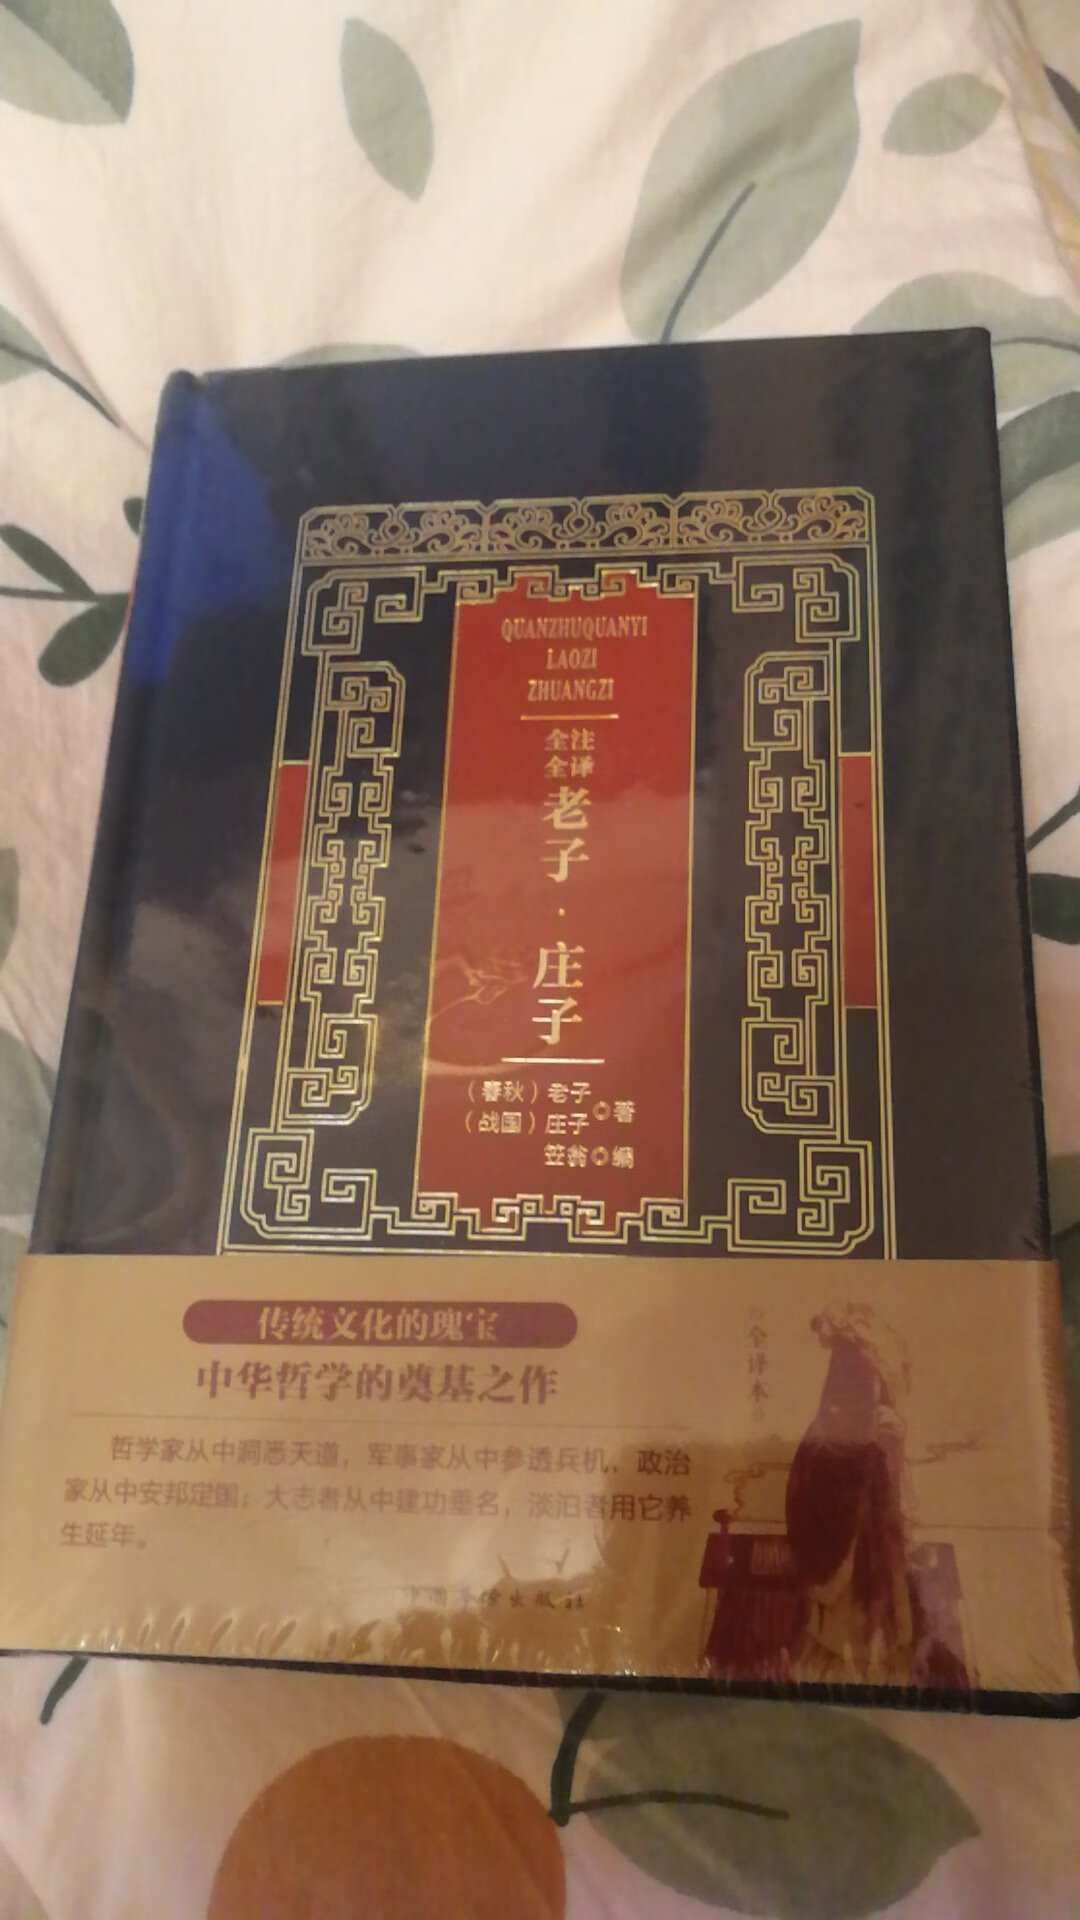 QUANZHUQUANYI
LAOZI
ZHUANGZI
全注
全译
老子·庄子
(春秋)老子
(战国)庄子◎著
笠翁◎编
传统文化的瑰宝
中华哲学的奠基之作
全译本
哲学家从中洞悉天道,军事家从中参透兵机,政治
家从中安邦定国;大志者从中建功垂名,淡泊者用它养
生延年。
出版社